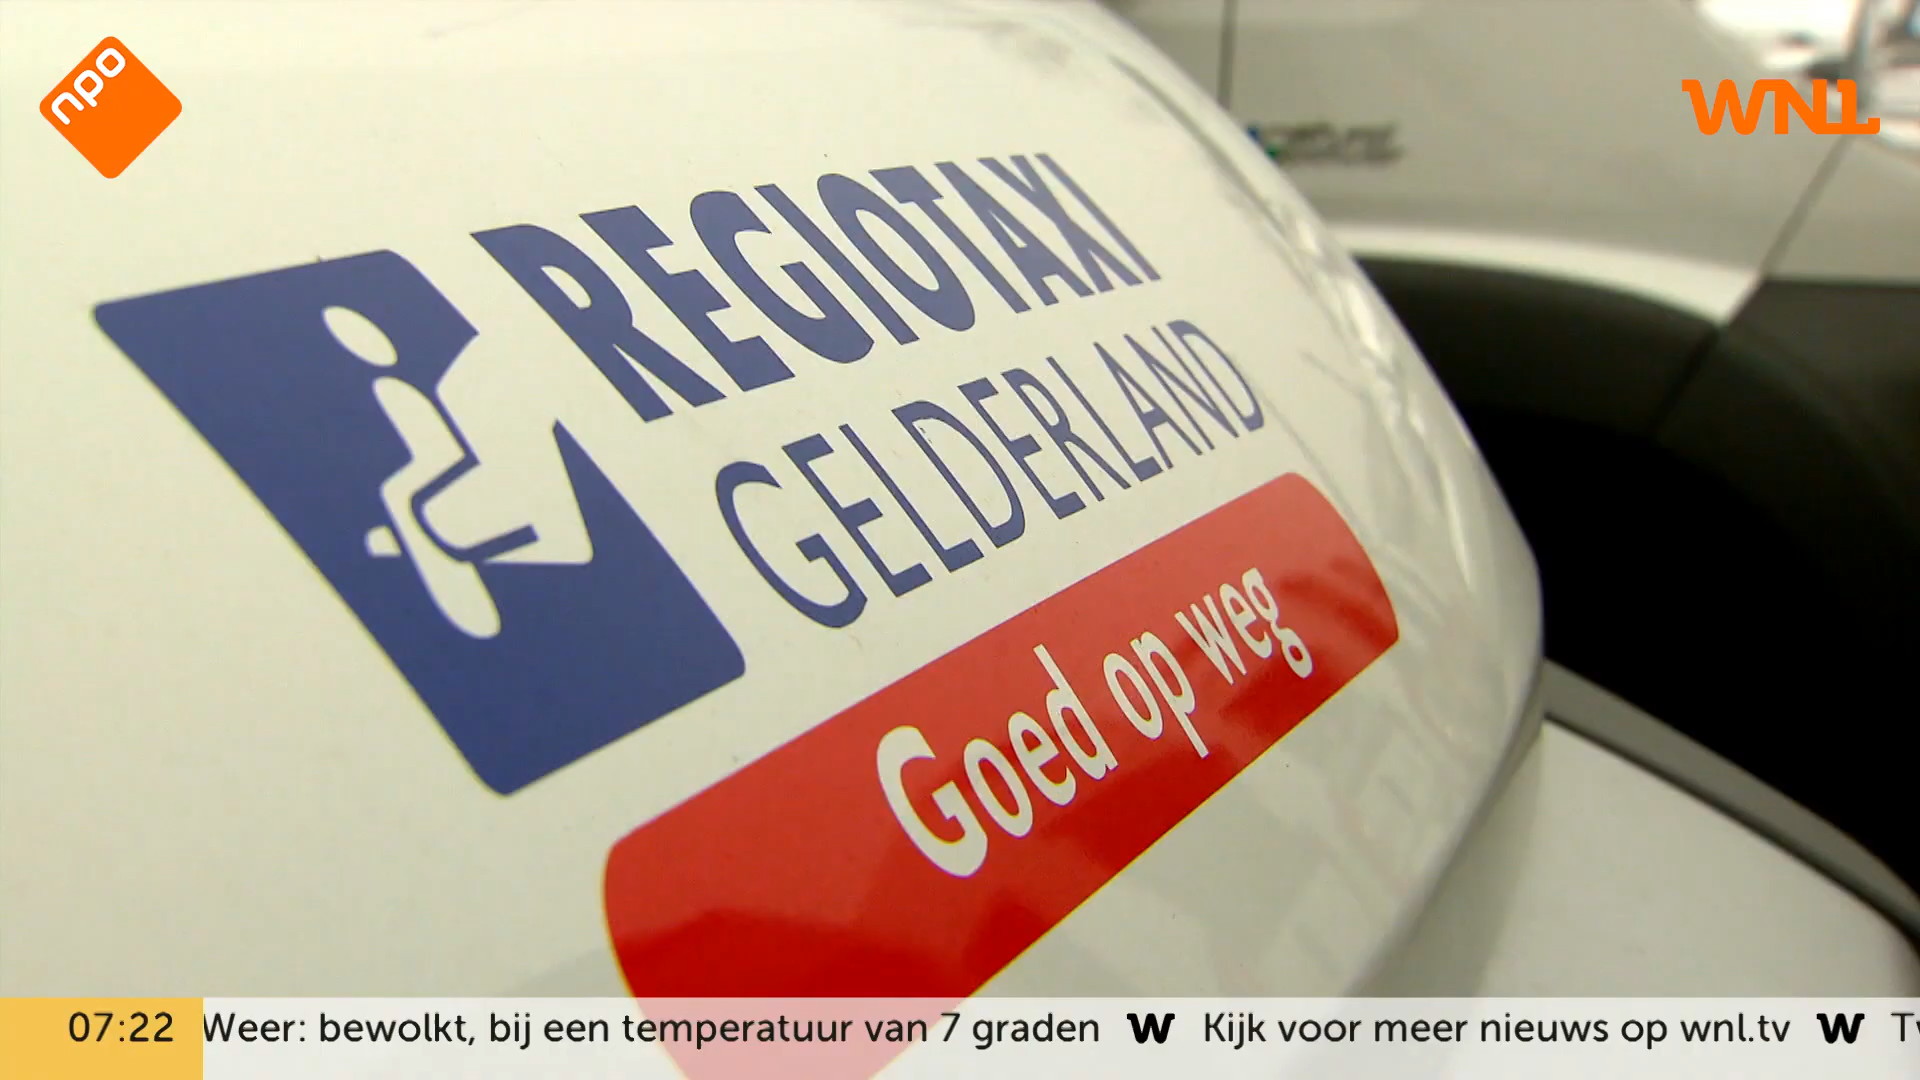 npo
WNL
REGIOTAXI
GELDERLAND
Goed op weg
07:22 Weer: bewolkt, bij een temperatuur van 7 graden W Kijk voor meer nieuws op wnl.tv W